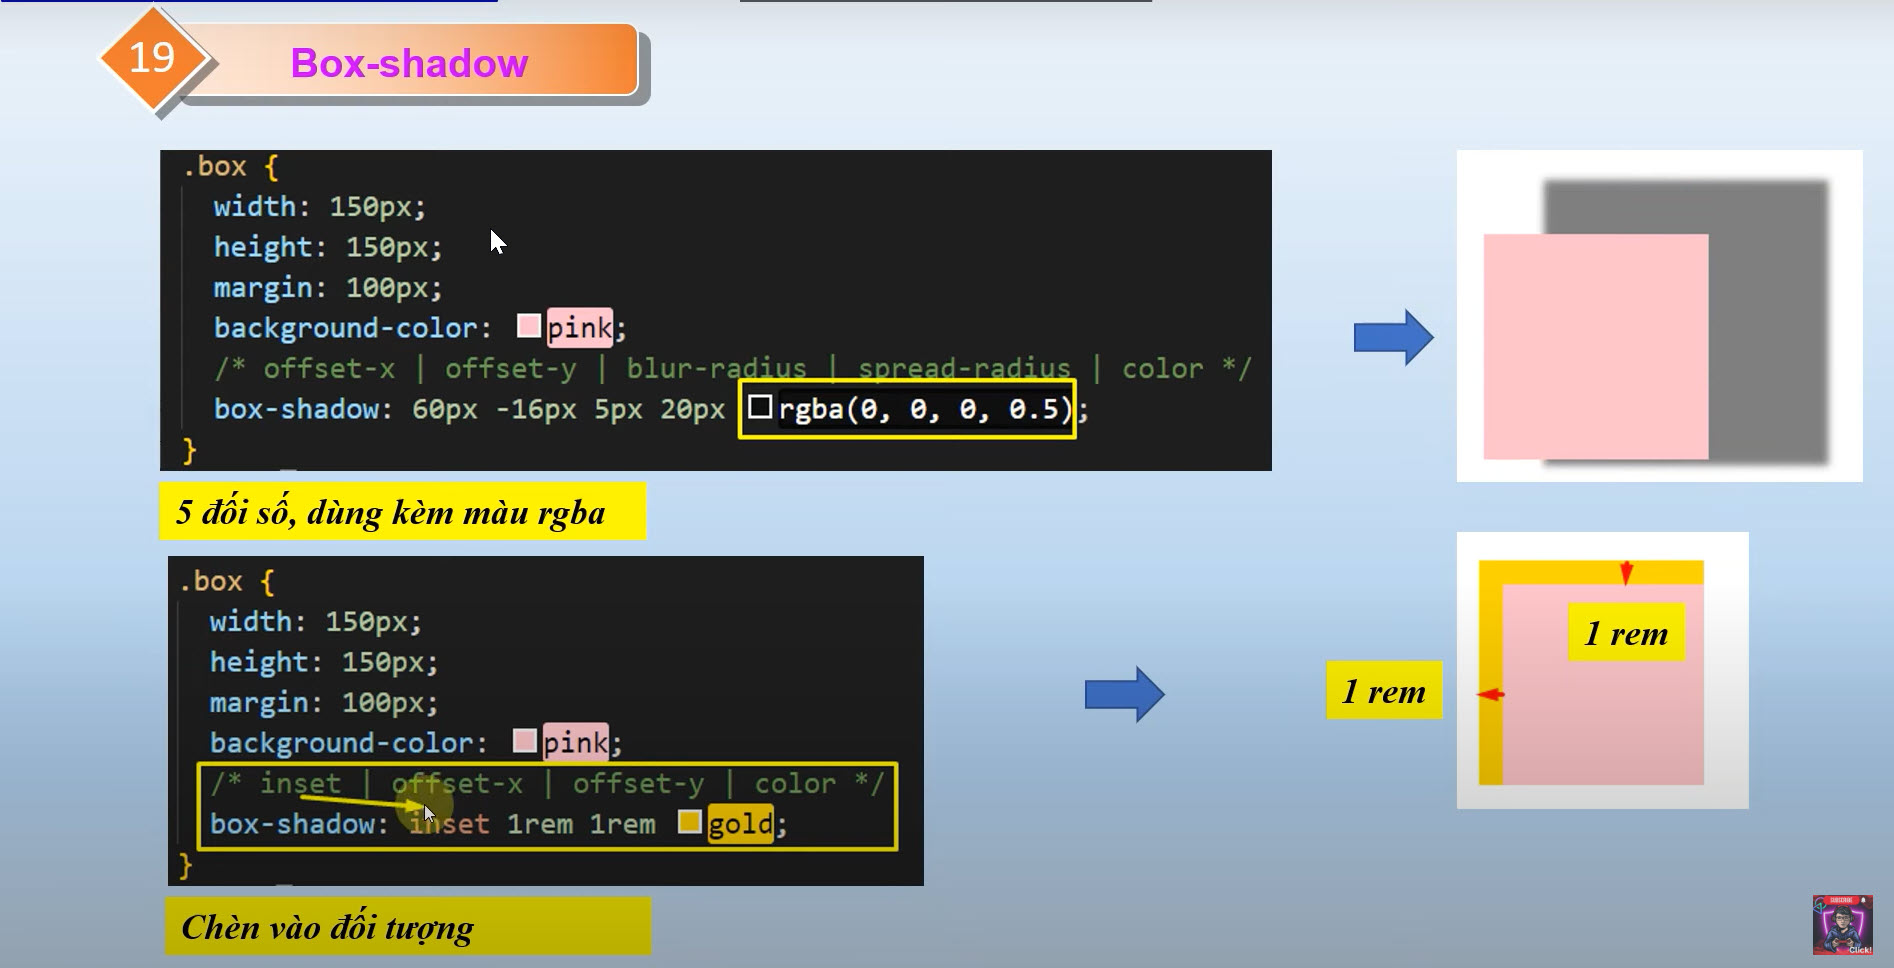 19
Box-shadow
.box {
width: 150px;
height: 150px;
margin: 100px;
background-color: pink;
/* offset-x | offset-y | blur-radius | spread-radius | color */
box-shadow: 60px -16px 5px 20px rgba(0, 0, 0, 0.5);
}
5 đối số, dùng kèm màu rgba
.box {
width: 150px;
height: 150px;
margin: 100px;
background-color: pink;
/* inset | offset-x | offset-y | color */
box-shadow: inset 1rem 1rem gold;
}
1 rem
1 rem
Chèn vào đối tượng
SUBSCRIBE
Click!